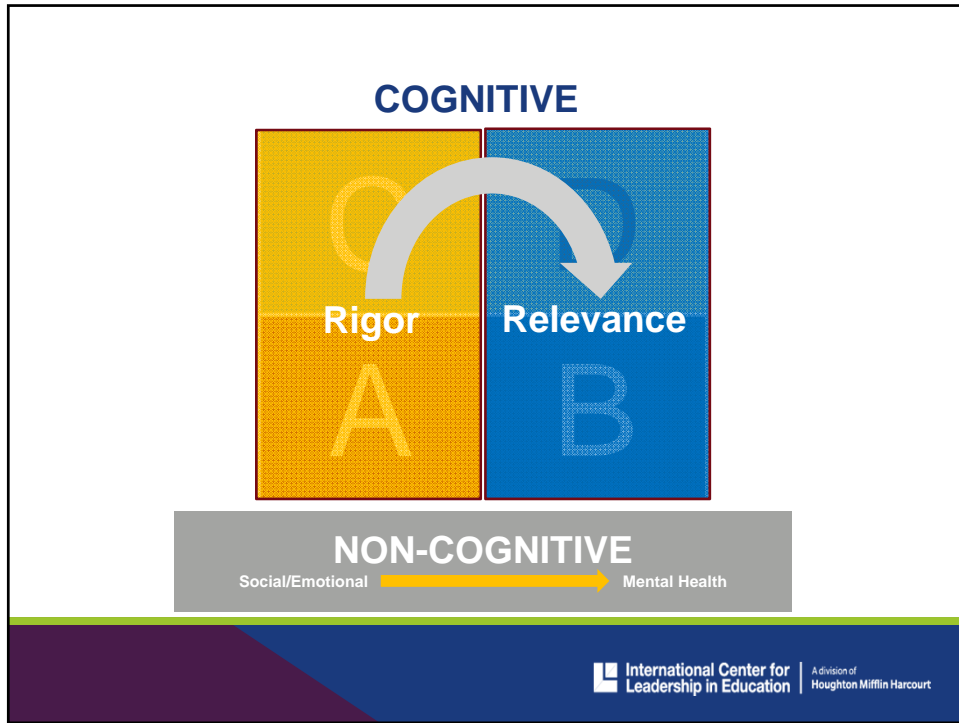 COGNITIVE
C D
Rigor Relevance
A B
NON-COGNITIVE
Social/Emotional Mental Health
International Center for
Leadership in Education
A division of
Houghton Mifflin Harcourt